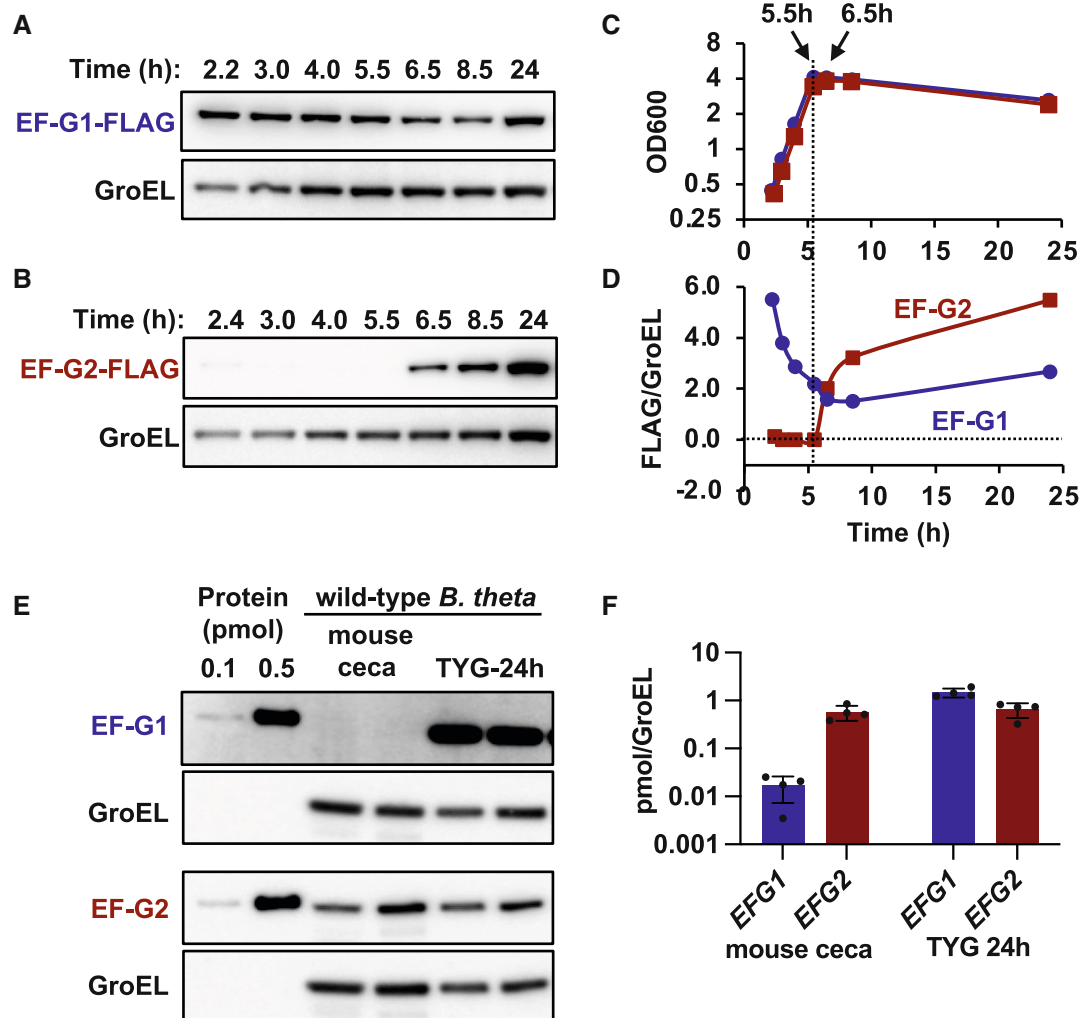 A
Time (h): 2.2 3.0 4.0 5.5 6.5 8.5 24
EF-G1-FLAG
GroEL
B
Time (h): 2.4 3.0 4.0 5.5 6.5 8.5 24
EF-G2-FLAG
GroEL
C
5.5h 6.5h
OD600
8
4
2
1
0.5
0.25
0 5 10 15 20 25
D
FLAG/GroEL
6.0
4.0
2.0
0.0
-2.0
EF-G2
EF-G1
0 5 10 15 20 25
Time (h)
E
Protein
(pmol)
wild-type B. theta
mouse
ceca
0.1 0.5 TYG-24h
EF-G1
GroEL
EF-G2
GroEL
F
pmol/GroEL
10
1
0.1
0.01
0.001
EFG1 EFG2 EFG1 EFG2
mouse ceca TYG 24h